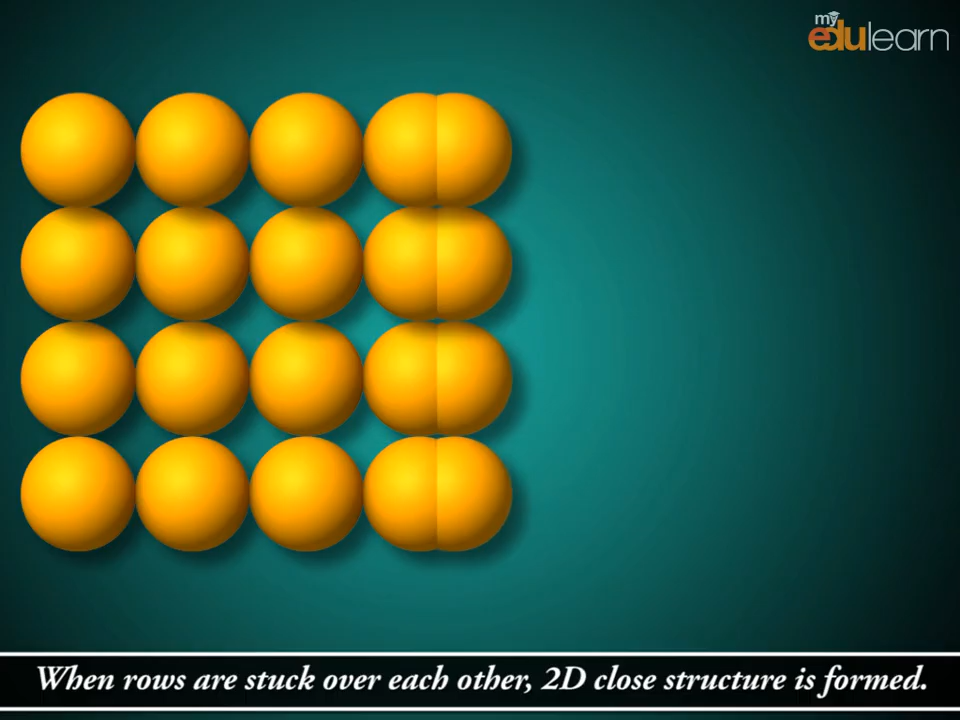 my
edulearn
When rows are stuck over each other, 2D close structure is formed.